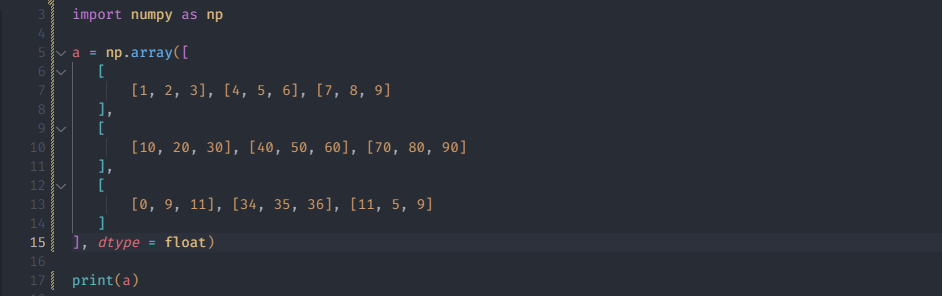 3 import numpy as np
4
5 a = np.array([
6 [
7 [1, 2, 3], [4, 5, 6], [7, 8, 9]
8 ],
9 [
10 [10, 20, 30], [40, 50, 60], [70, 80, 90]
11 ],
12 [
13 [0, 9, 11], [34, 35, 36], [11, 5, 9]
14 ]
15 ], dtype = float)
16
17 print(a)